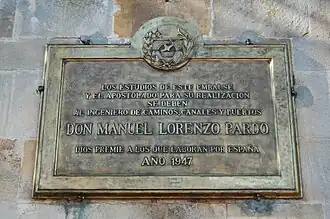 LOS ESTUDIOS DE ESTE EMBALSE
Y EL APOSTOLADO PARA SU REALIZACION
SE DEBEN
AL INGENIERO DE CAMINOS, CANALES Y PUERTOS
DON MANUEL LORENZO PARDO
DIOS PREMIE A LOS QUE LABORAN POR ESPAÑA
AÑO 1947